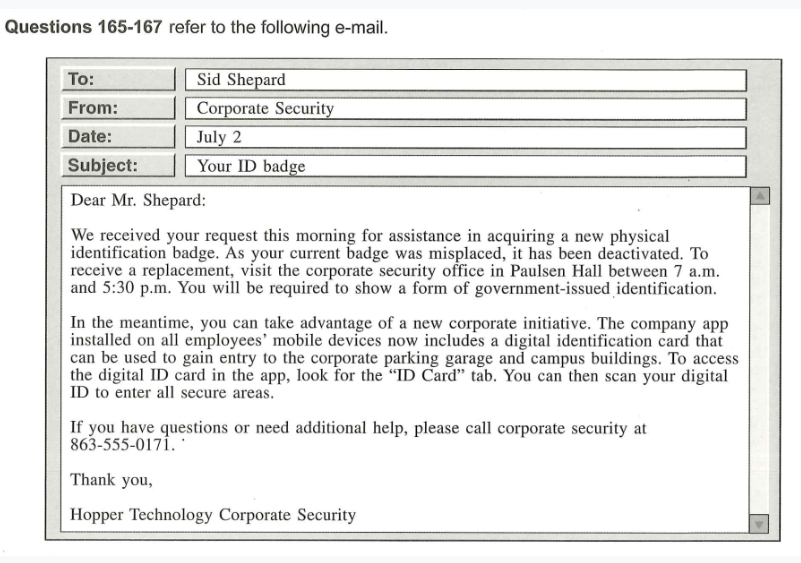 Questions 165-167 refer to the following e-mail.
To: Sid Shepard
From: Corporate Security
Date: July 2
Subject: Your ID badge
Dear Mr. Shepard:
We received your request this morning for assistance in acquiring a new physical
identification badge. As your current badge was misplaced, it has been deactivated. To
receive a replacement, visit the corporate security office in Paulsen Hall between 7 a.m.
and 5:30 p.m. You will be required to show a form of government-issued identification.
In the meantime, you can take advantage of a new corporate initiative. The company app
installed on all employees’ mobile devices now includes a digital identification card that
can be used to gain entry to the corporate parking garage and campus buildings. To access
the digital ID card in the app, look for the “ID Card” tab. You can then scan your digital
ID to enter all secure areas.
If you have questions or need additional help, please call corporate security at
863-555-0171.
Thank you,
Hopper Technology Corporate Security